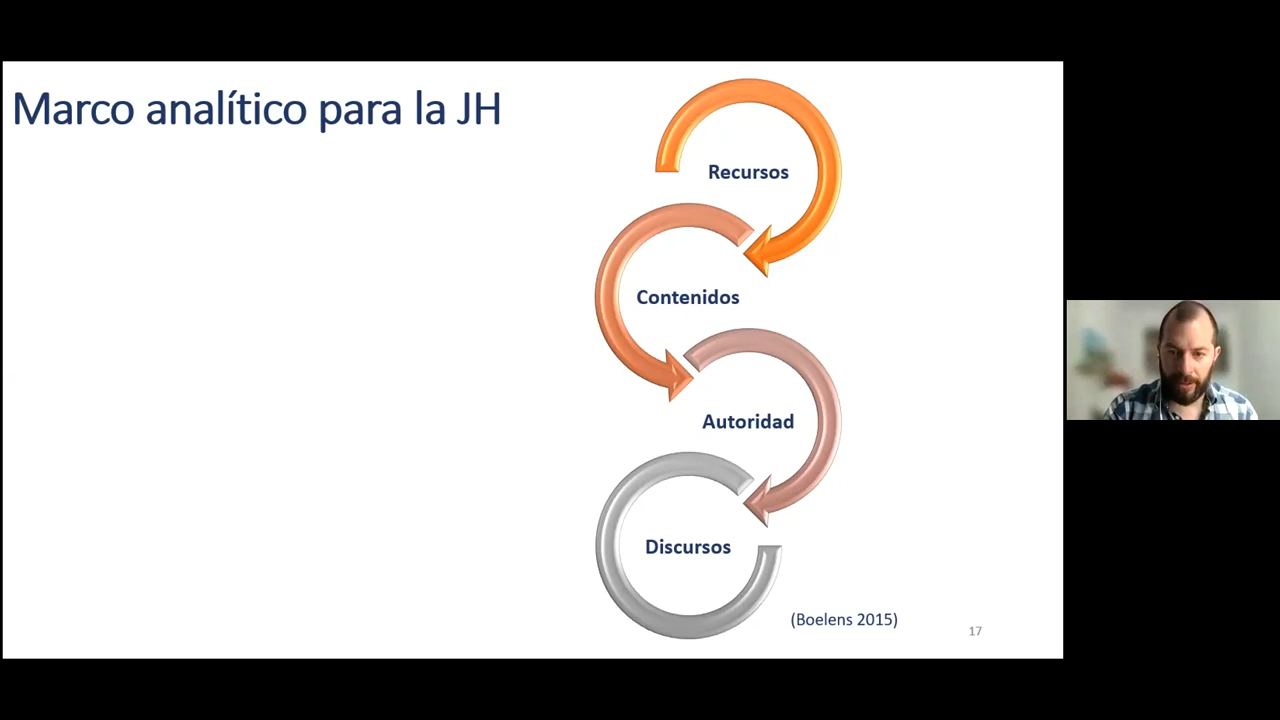 Marco analítico para la JH
Recursos
Contenidos
Autoridad
Discursos
(Boelens 2015)
17